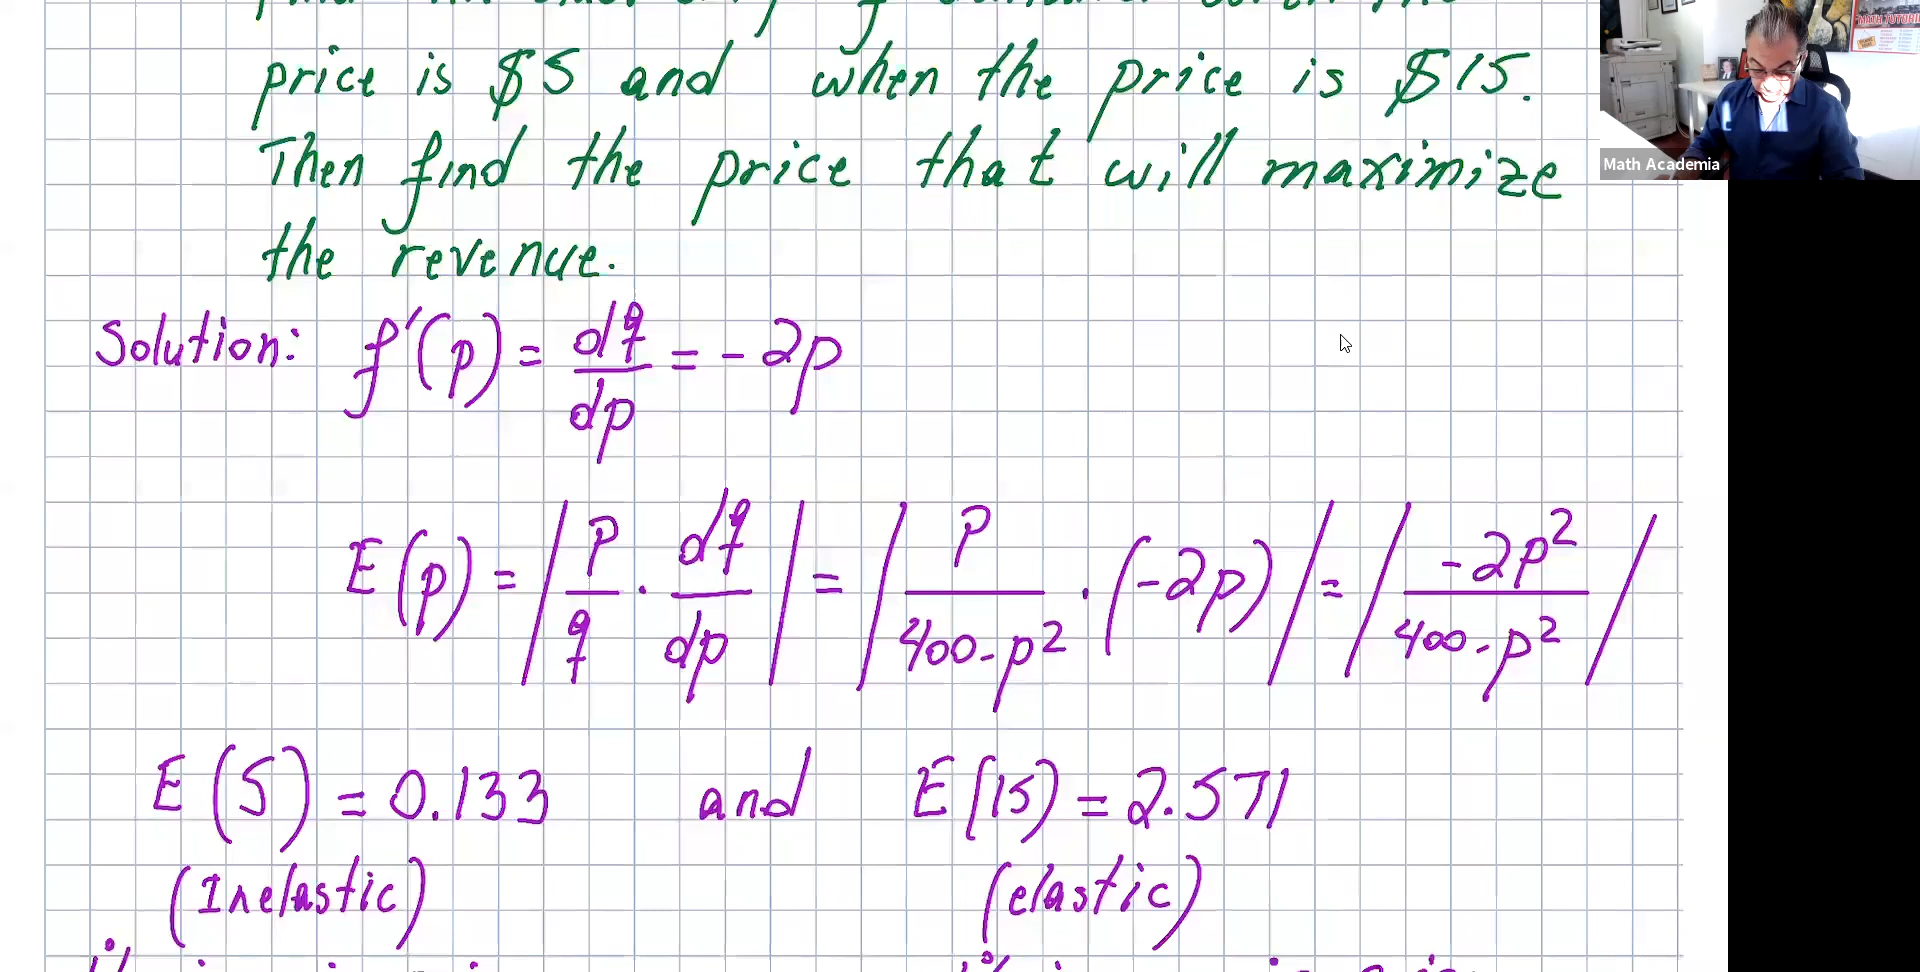 price is $5 and when the price is $15.
Then find the price that will maximize
the revenue.
Math Academia
Solution: f'(p) = dq/dp = -2p
E(p) = |p/q · dq/dp| = |p/(400-p²) · (-2p)| = |-2p²/(400-p²)|
E(5) = 0.133 and E(15) = 2.571
(Inelastic) (elastic)